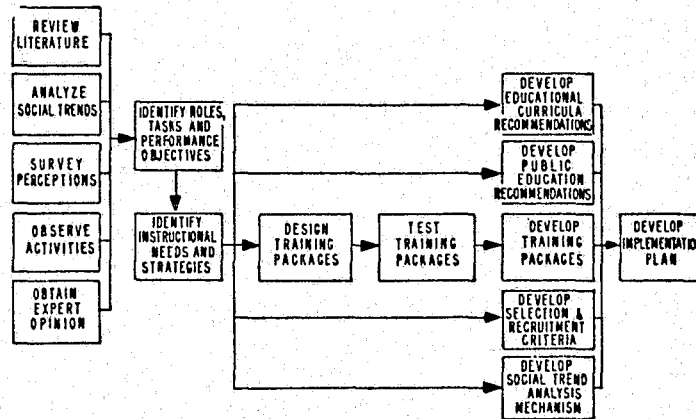 REVIEW
LITERATURE
ANALYZE
SOCIAL TRENDS
SURVEY
PERCEPTIONS
OBSERVE
ACTIVITIES
OBTAIN
EXPERT
OPINION
IDENTIFY ROLES,
TASKS AND
PERFORMANCE
OBJECTIVES
IDENTIFY
INSTRUCTIONAL
NEEDS AND
STRATEGIES
DESIGN
TRAINING
PACKAGES
TEST
TRAINING
PACKAGES
DEVELOP
EDUCATIONAL
CURRICULA
RECOMMENDATIONS
DEVELOP
PUBLIC
EDUCATION
RECOMMENDATIONS
DEVELOP
TRAINING
PACKAGES
DEVELOP
SELECTION &
RECRUITMENT
CRITERIA
DEVELOP
SOCIAL TREND
ANALYSIS
MECHANISM
DEVELOP
IMPLEMENTATION
PLAN